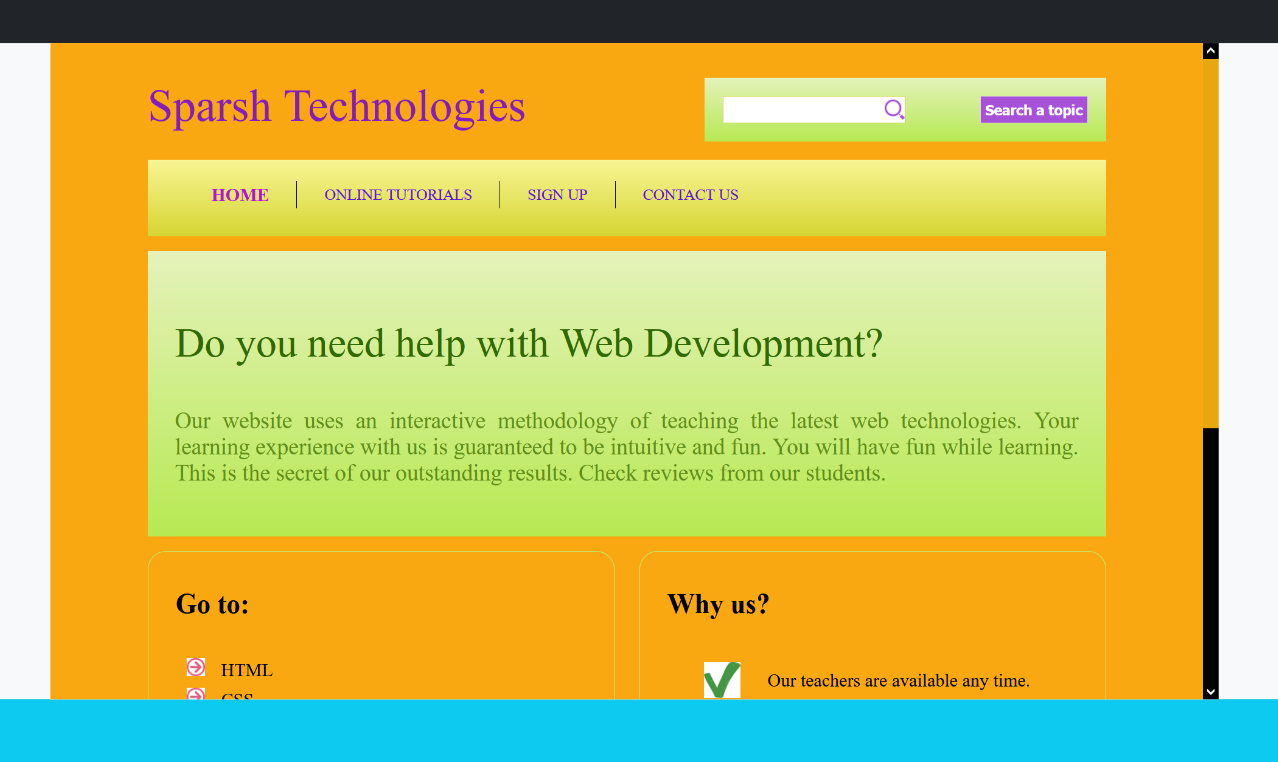 Sparsh Technologies
Search a topic
HOME
ONLINE TUTORIALS
SIGN UP
CONTACT US
Do you need help with Web Development?
Our website uses an interactive methodology of teaching the latest web technologies. Your
learning experience with us is guaranteed to be intuitive and fun. You will have fun while learning.
This is the secret of our outstanding results. Check reviews from our students.
Go to:
HTML
CSS
Why us?
Our teachers are available any time.